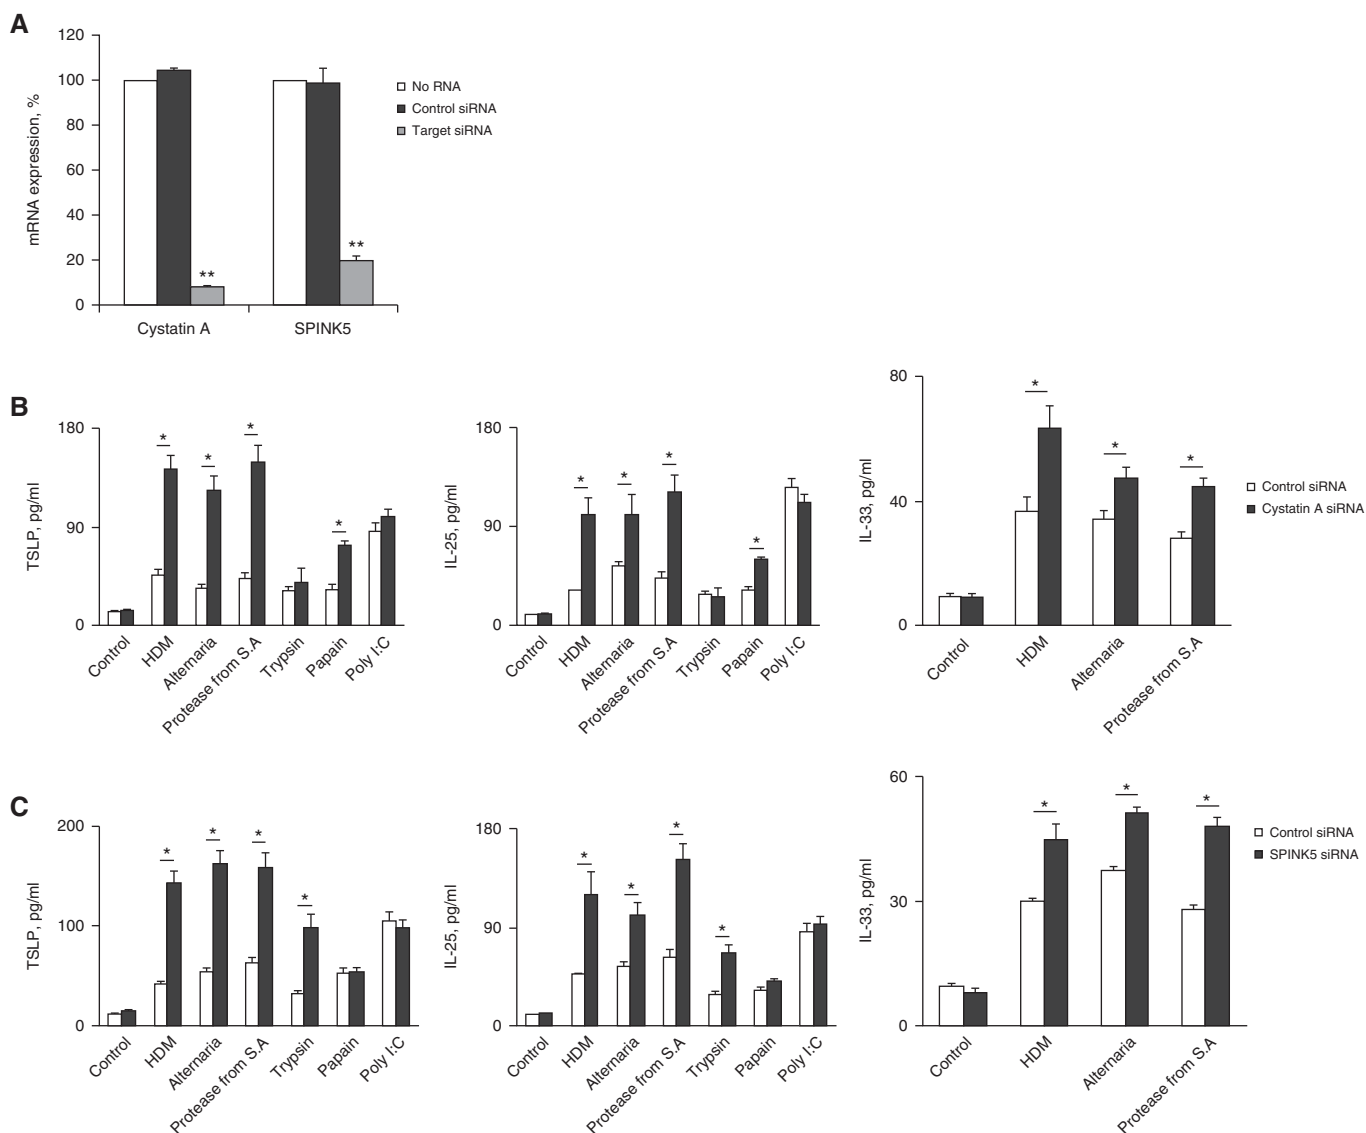 A
mRNA expression, %
120
100
80
60
40
20
0
**
**
Cystatin A
SPINK5
No RNA
Control siRNA
Target siRNA
B
TSLP, pg/ml
180
90
0
*
*
*
*
Control
HDM
Alternaria
Protease from S.A
Trypsin
Papain
Poly I:C
IL-25, pg/ml
180
90
0
*
*
*
*
Control
HDM
Alternaria
Protease from S.A
Trypsin
Papain
Poly I:C
IL-33, pg/ml
80
40
0
*
*
*
Control
HDM
Alternaria
Protease from S.A
Control siRNA
Cystatin A siRNA
C
TSLP, pg/ml
200
100
0
*
*
*
*
Control
HDM
Alternaria
Protease from S.A
Trypsin
Papain
Poly I:C
IL-25, pg/ml
180
90
0
*
*
*
*
Control
HDM
Alternaria
Protease from S.A
Trypsin
Papain
Poly I:C
IL-33, pg/ml
60
30
0
*
*
*
Control
HDM
Alternaria
Protease from S.A
Control siRNA
SPINK5 siRNA